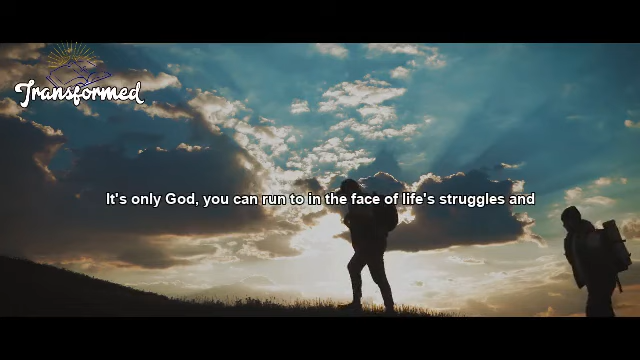 Transformed
It's only God, you can run to in the face of life's struggles and